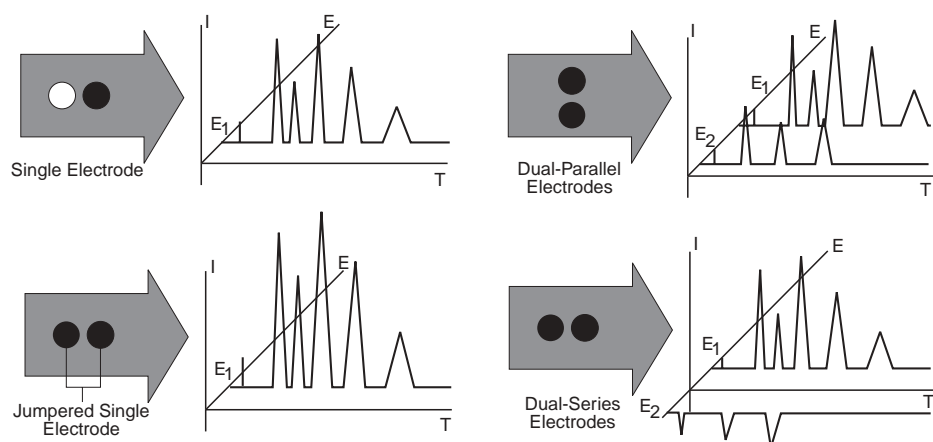 I
E
E1
T
Single Electrode
I
E
E1
E2
T
Dual-Parallel
Electrodes
I
E
E1
T
Jumpered Single
Electrode
I
E
E1
T
E2
Dual-Series
Electrodes